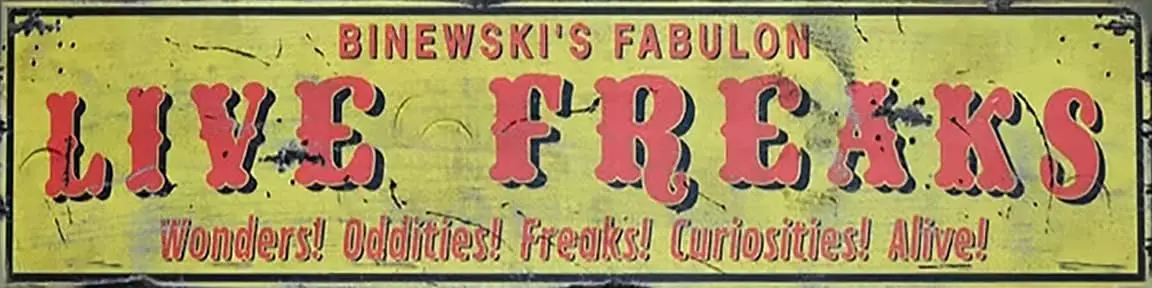 BINEWSKI'S FABULON
LIVE FREAKS
Wonders! Oddities! Freaks! Curiosities! Alive!